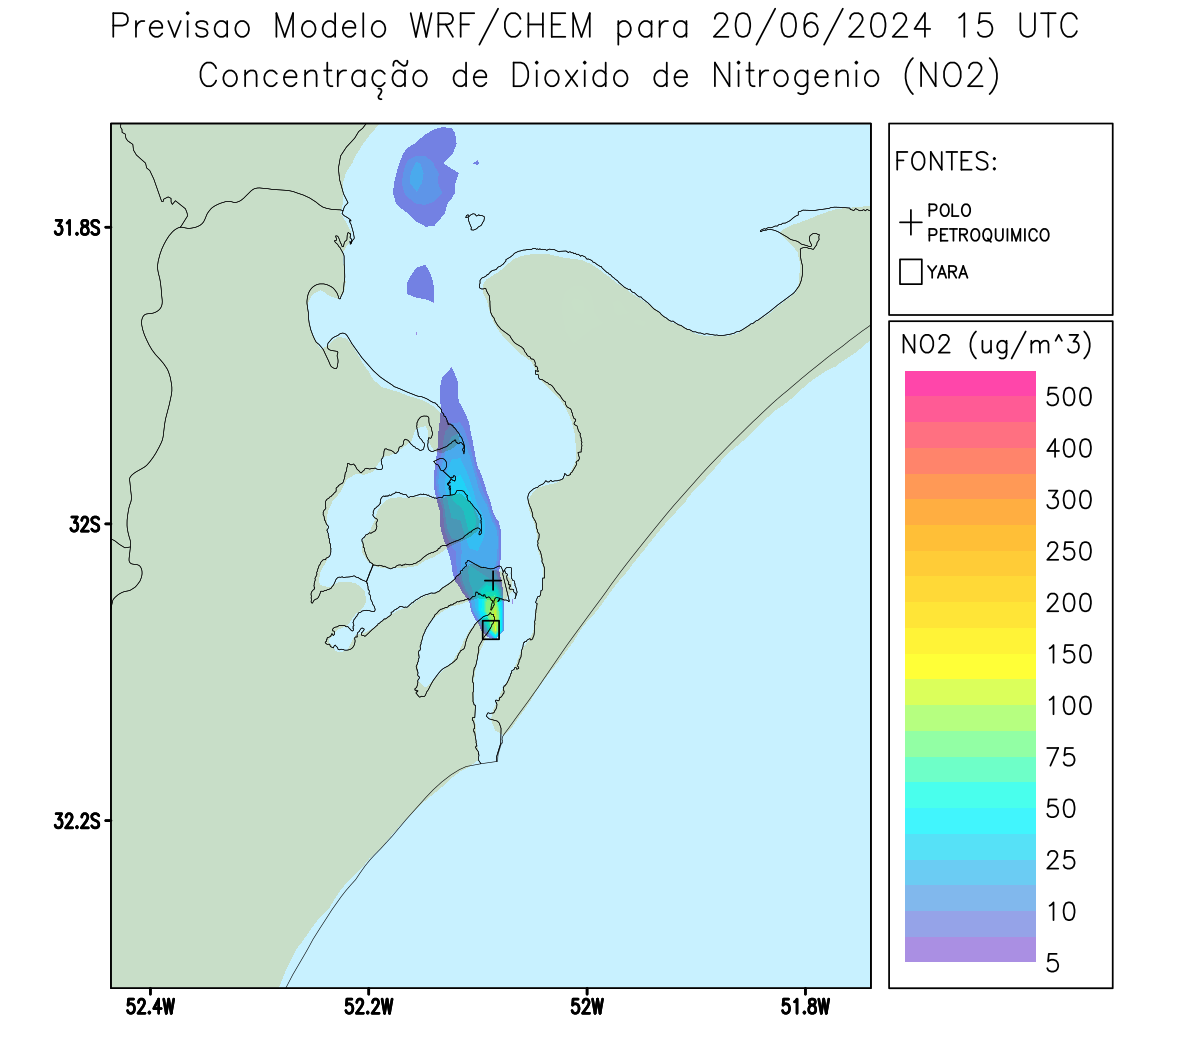 Previsao Modelo WRF/CHEM para 20/06/2024 15 UTC
Concentração de Dioxido de Nitrogenio (NO2)
FONTES:
POLO
PETROQUIMICO
YARA
31.8S
32S
32.2S
52.4W
52.2W
52W
51.8W
NO2 (ug/m^3)
500
400
300
250
200
150
100
75
50
25
10
5